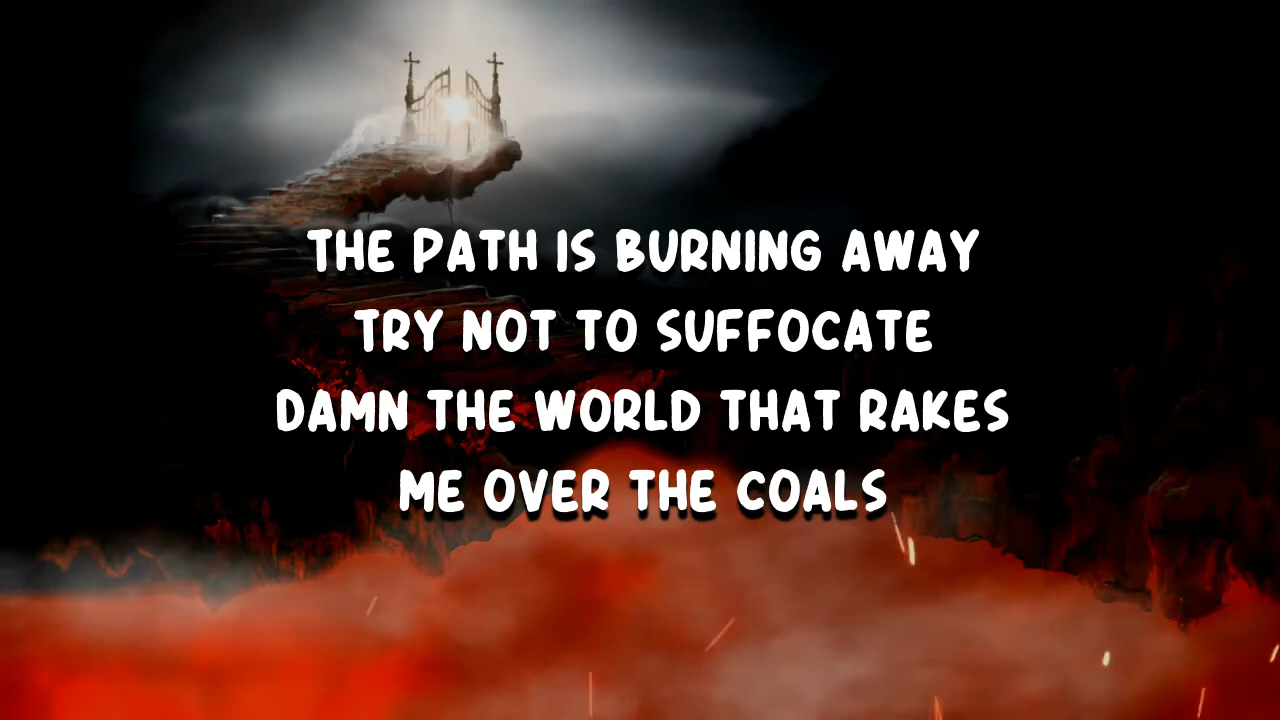 THE PATH IS BURNING AWAY
TRY NOT TO SUFFOCATE
DAMN THE WORLD THAT RAKES
ME OVER THE COALS